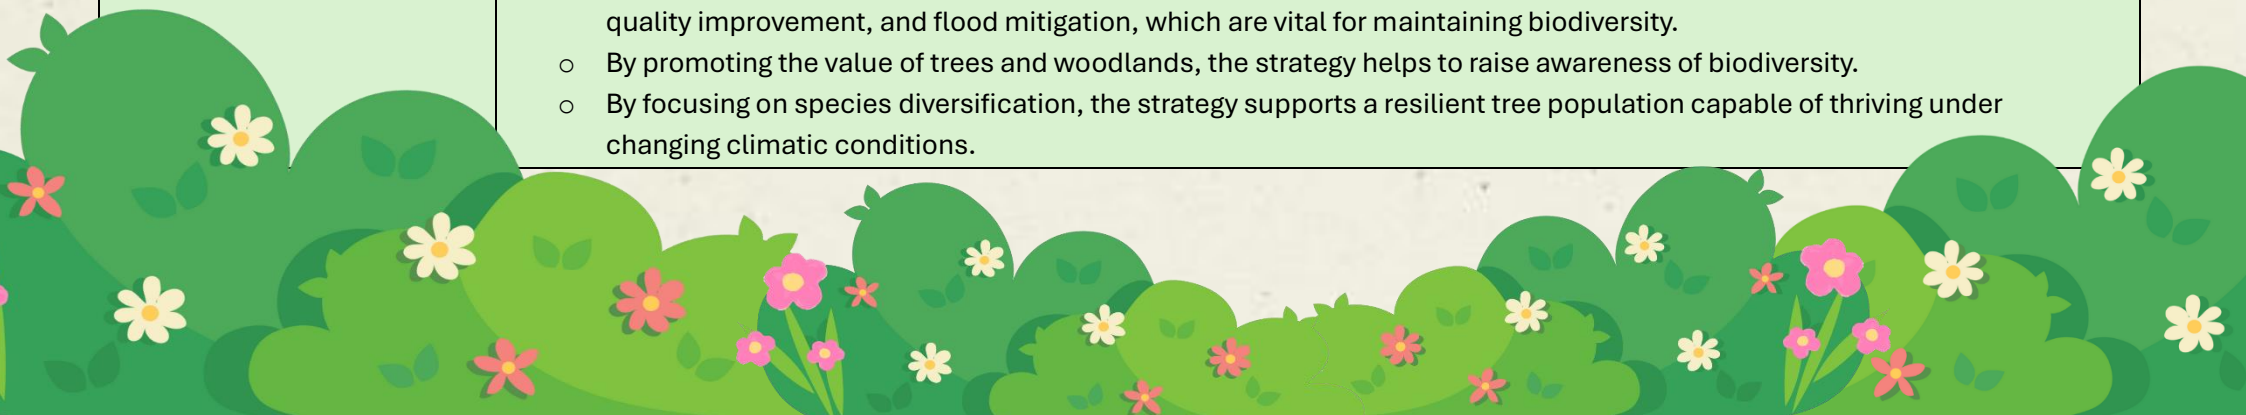 quality improvement, and flood mitigation, which are vital for maintaining biodiversity.
o By promoting the value of trees and woodlands, the strategy helps to raise awareness of biodiversity.
o By focusing on species diversification, the strategy supports a resilient tree population capable of thriving under
changing climatic conditions.